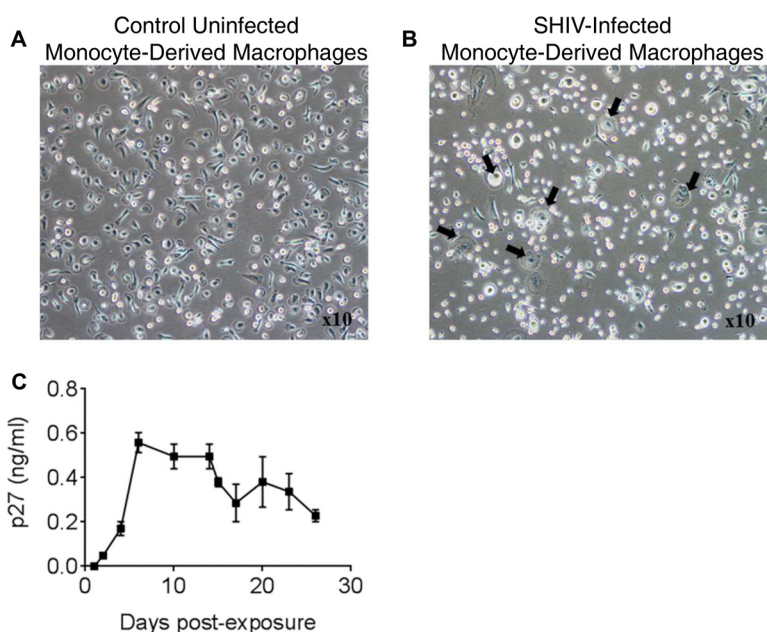 A
Control Uninfected
Monocyte-Derived Macrophages
x10
B
SHIV-Infected
Monocyte-Derived Macrophages
x10
C
p27 (ng/ml)
0.8
0.6
0.4
0.2
0.0
0 10 20 30
Days post-exposure